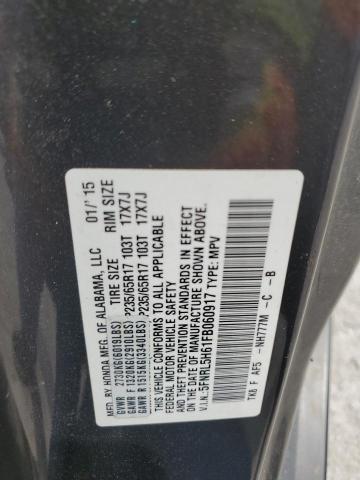 MFD. BY HONDA MFG. OF ALABAMA, LLC 01/'15
TIRE SIZE RIM SIZE
GVWR 2730KG(6019LBS)
GAWR F 1320KG(2910LBS) P235/65R17 103T 17X7J
GAWR R 1515KG(3340LBS) P235/65R17 103T 17X7J
THIS VEHICLE CONFORMS TO ALL APPLICABLE
FEDERAL MOTOR VEHICLE SAFETY
AND THEFT PREVENTION STANDARDS IN EFFECT
ON THE DATE OF MANUFACTURE SHOWN ABOVE.
V.I.N.: 5FNRL5H61FB060917 TYPE: MPV
TK8 F AF5 -NH777M -C -B